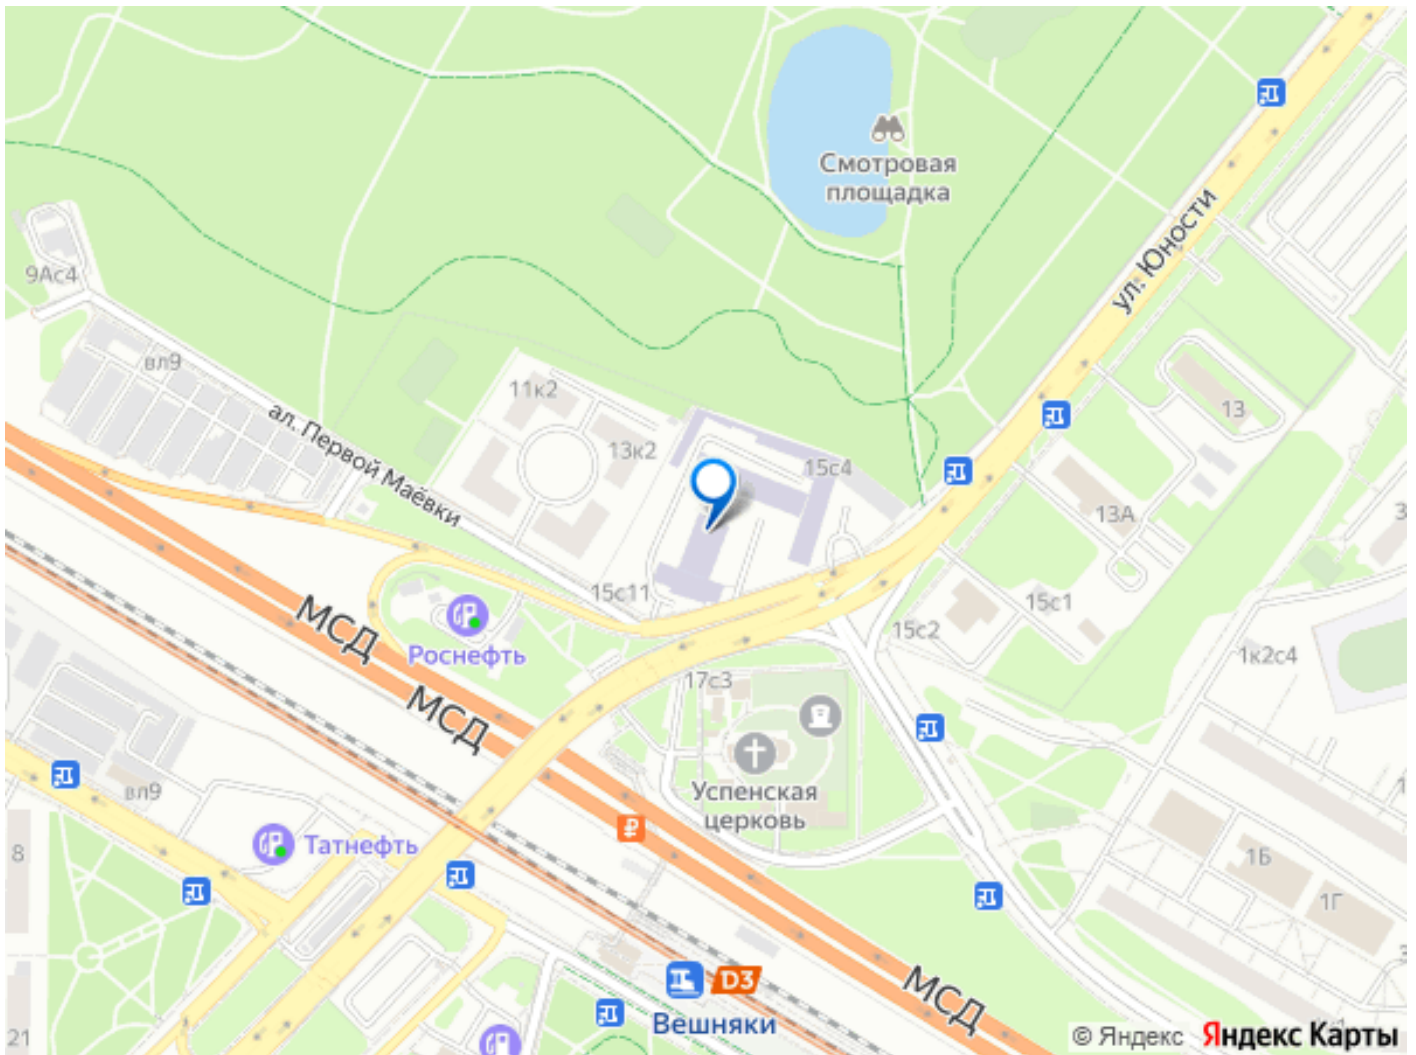 Смотровая
площадка
ул. Юности
9Ас4
вл9
11к2
ал. Первой Маёвки
13к2
15с4
13
13А
15с11
15с1
15с2
1к2с4
МСД
Роснефть
МСД
17с3
Успенская
церковь
вл9
Татнефть
8
1Б
1Г
D3
МСД
Вешняки
21
© Яндекс Яндекс Карты